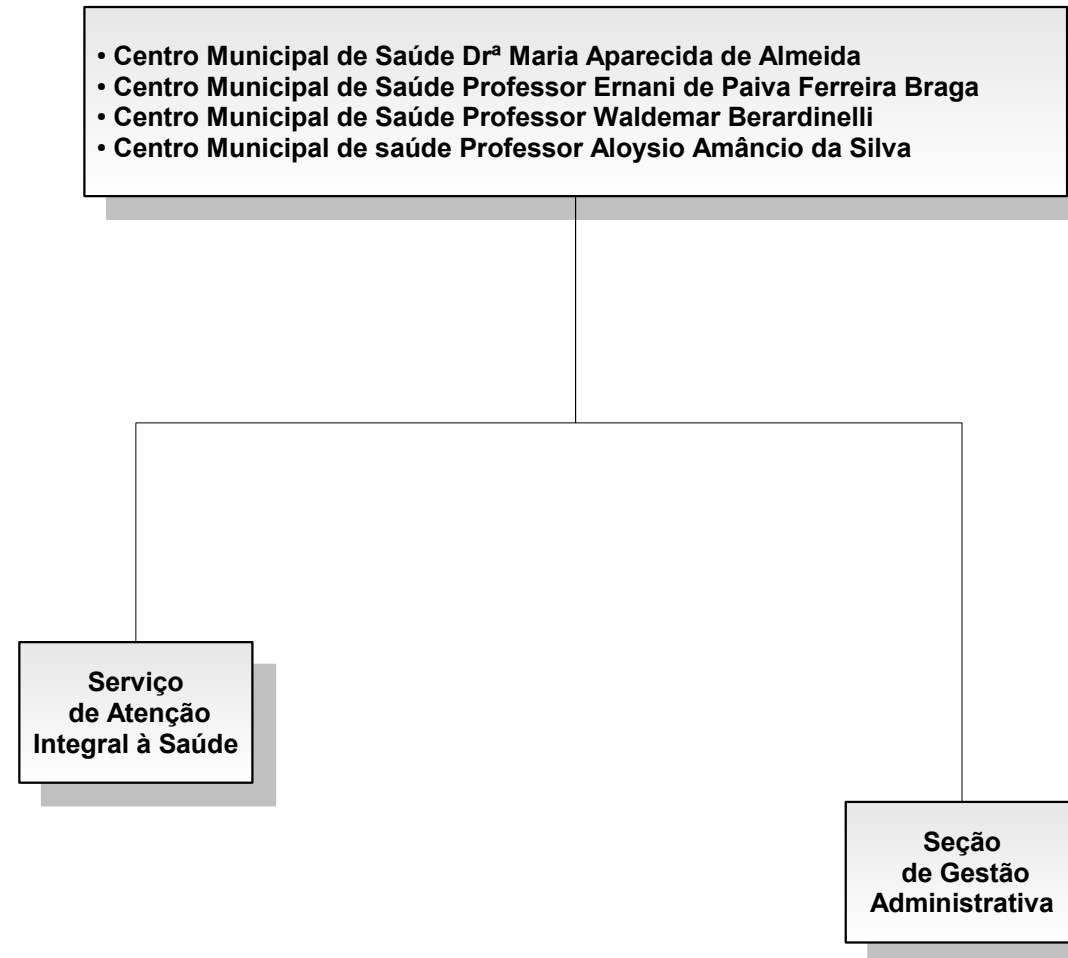 • Centro Municipal de Saúde Drª Maria Aparecida de Almeida
• Centro Municipal de Saúde Professor Ernani de Paiva Ferreira Braga
• Centro Municipal de Saúde Professor Waldemar Berardinelli
• Centro Municipal de saúde Professor Aloysio Amâncio da Silva
Serviço
de Atenção
Integral à Saúde
Seção
de Gestão
Administrativa